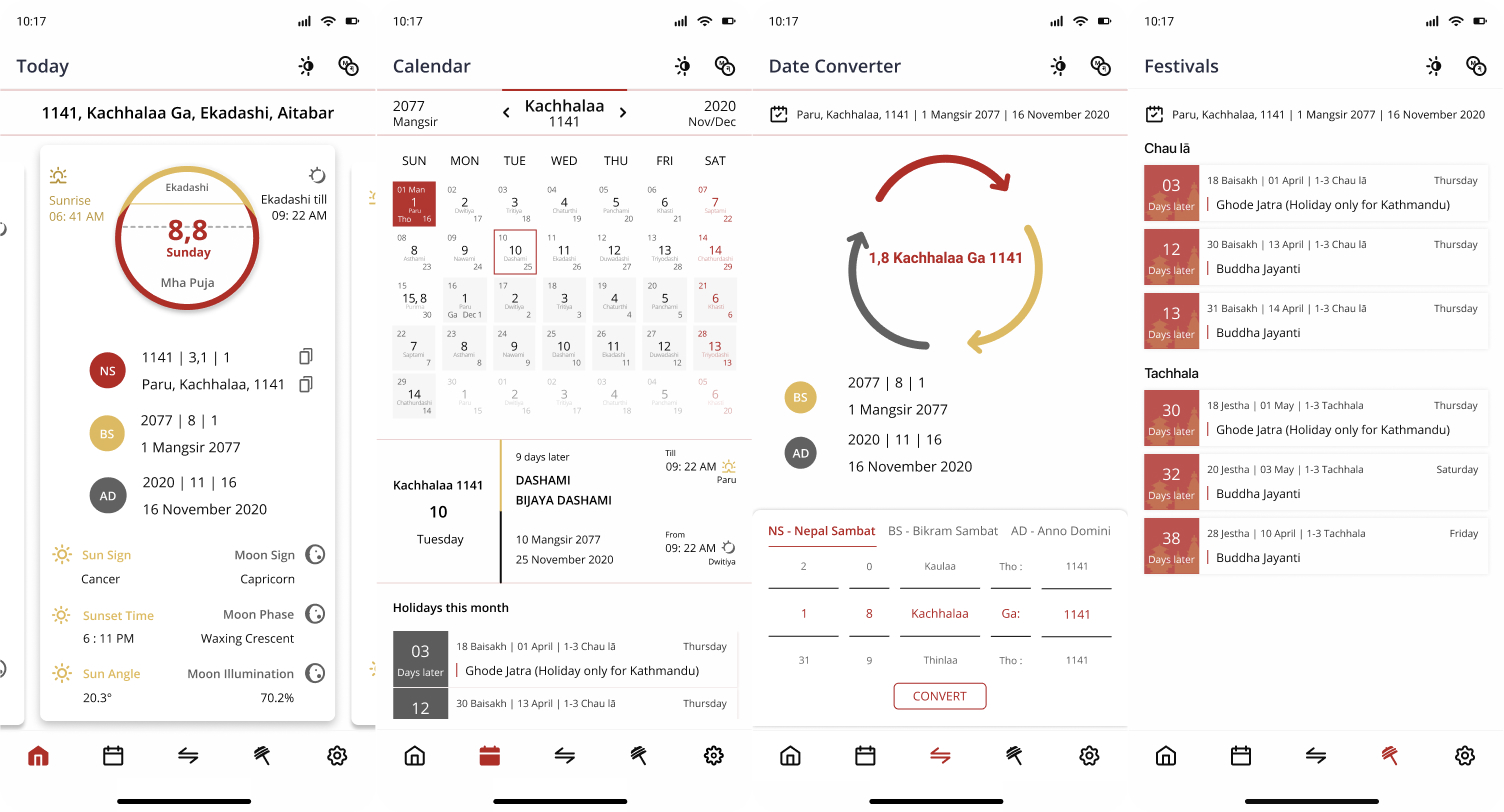 10:17
Today
1141, Kachhalaa Ga, Ekadashi, Aitabar
Sunrise
06: 41 AM
Ekadashi
8,8
Sunday
Mha Puja
Ekadashi till
09: 22 AM
NS
1141 | 3,1 | 1
Paru, Kachhalaa, 1141
BS
2077 | 8 | 1
1 Mangsir 2077
AD
2020 | 11 | 16
16 November 2020
Sun Sign
Cancer
Moon Sign
Capricorn
Sunset Time
6 : 11 PM
Moon Phase
Waxing Crescent
Sun Angle
20.3°
Moon Illumination
70.2%
10:17
Calendar
2077
Mangsir
Kachhalaa
1141
2020
Nov/Dec
SUN MON TUE WED THU FRI SAT
01 Man 02 03 04 05 06 07
1 2 3 4 5 6 7
Paru Dwitiya Tritiya Chaturthi Penchami Khasti Saptami
Tho 16 17 18 19 20 21 22
08 09 10 11 12 13 14
8 9 10 11 12 13 14
Asthami Nawami Dashami Ekadashi Duwadashi Triyodashi Chathurdashi
23 24 25 26 27 28 29
15 16 17 18 19 20 21
15, 8 1 2 3 4 5 6
Purima Paru Dwitiya Tritiya Chaturthi Panchami Khasti
30 Ga Dec 1 2 3 4 5 6
22 23 24 25 26 27 28
7 8 9 10 11 12 13
Saptami Asthami Nawami Dashami Ekadashi Duwadashi Triyodashi
7 8 9 10 11 12 13
29 30 01 02 03 04 05
14 1 2 3 4 5 6
Chathurdashi Paru Dwitiya Tritiya Chaturthi Panchami Khasti
14 15 16 17 18 19 20
Kachhalaa 1141
10
Tuesday
9 days later
DASHAMI
BIJAYA DASHAMI
10 Mangsir 2077
25 November 2020
Till
09: 22 AM
Paru
From
09: 22 AM
Dwitiya
Holidays this month
03
Days later
18 Baisakh | 01 April | 1-3 Chau lā
Thursday
Ghode Jatra (Holiday only for Kathmandu)
12
30 Baisakh | 13 April | 1-3 Chau lā
Thursday
10:17
Date Converter
Paru, Kachhalaa, 1141 | 1 Mangsir 2077 | 16 November 2020
1,8 Kachhalaa Ga 1141
BS
2077 | 8 | 1
1 Mangsir 2077
AD
2020 | 11 | 16
16 November 2020
NS - Nepal Sambat BS - Bikram Sambat AD - Anno Domini
2 0 Kaulaa Tho : 1141
1 8 Kachhalaa Ga: 1141
31 9 Thinlaa Tho : 1141
CONVERT
10:17
Festivals
Paru, Kachhalaa, 1141 | 1 Mangsir 2077 | 16 November 2020
Chau lā
03
Days later
18 Baisakh | 01 April | 1-3 Chau lā
Thursday
Ghode Jatra (Holiday only for Kathmandu)
12
Days later
30 Baisakh | 13 April | 1-3 Chau lā
Thursday
Buddha Jayanti
13
Days later
31 Baisakh | 14 April | 1-3 Chau lā
Thursday
Buddha Jayanti
Tachhala
30
Days later
18 Jestha | 01 May | 1-3 Tachhala
Thursday
Ghode Jatra (Holiday only for Kathmandu)
32
Days later
20 Jestha | 03 May | 1-3 Tachhala
Saturday
Buddha Jayanti
38
Days later
28 Jestha | 10 April | 1-3 Tachhala
Friday
Buddha Jayanti